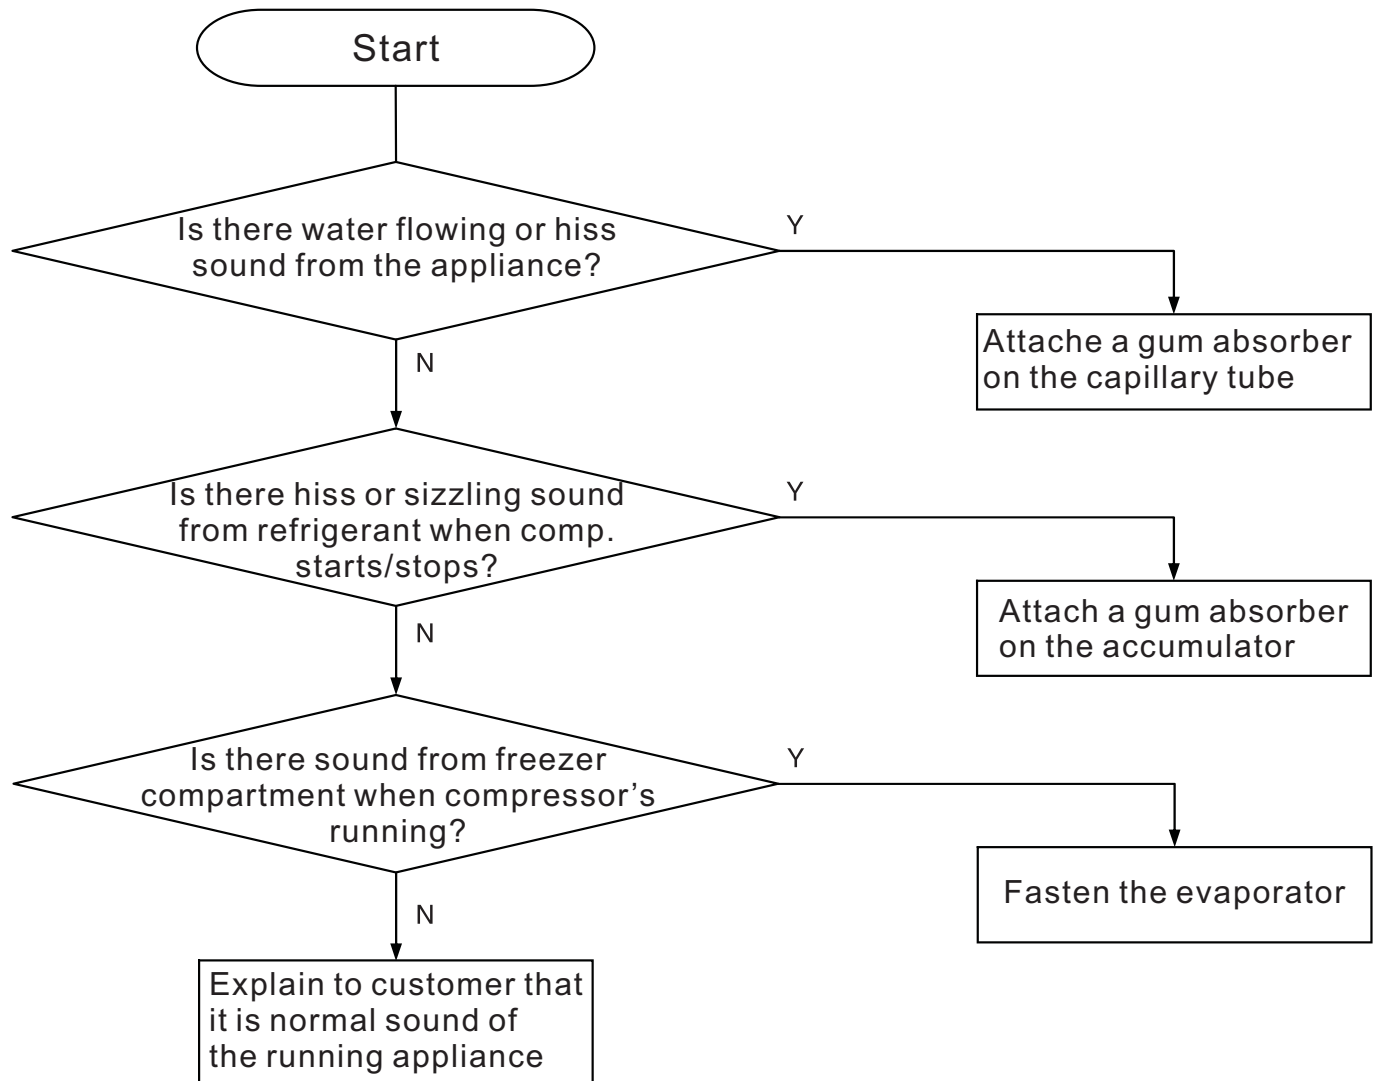 Start
Is there water flowing or hiss
sound from the appliance?
Y
Attache a gum absorber
on the capillary tube
N
Is there hiss or sizzling sound
from refrigerant when comp.
starts/stops?
Y
Attach a gum absorber
on the accumulator
N
Is there sound from freezer
compartment when compressor’s
running?
Y
Fasten the evaporator
N
Explain to customer that
it is normal sound of
the running appliance